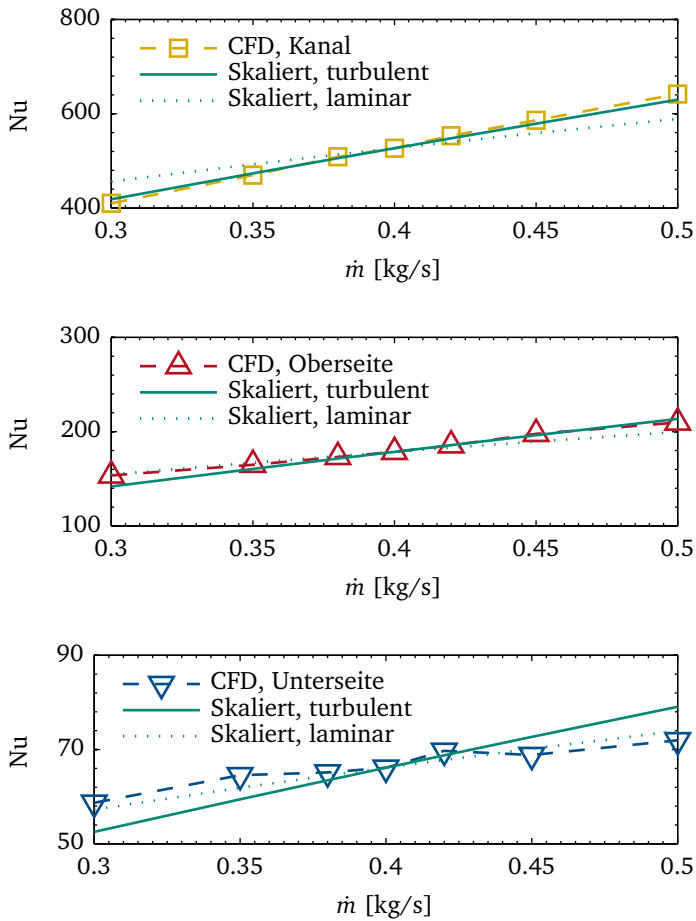 800
CFD, Kanal
Skaliert, turbulent
Skaliert, laminar
600
Nu
400
0.3 0.35 0.4 0.45 0.5
ṁ [kg/s]
300
CFD, Oberseite
Skaliert, turbulent
Skaliert, laminar
200
Nu
100
0.3 0.35 0.4 0.45 0.5
ṁ [kg/s]
90
CFD, Unterseite
Skaliert, turbulent
Skaliert, laminar
70
Nu
50
0.3 0.35 0.4 0.45 0.5
ṁ [kg/s]